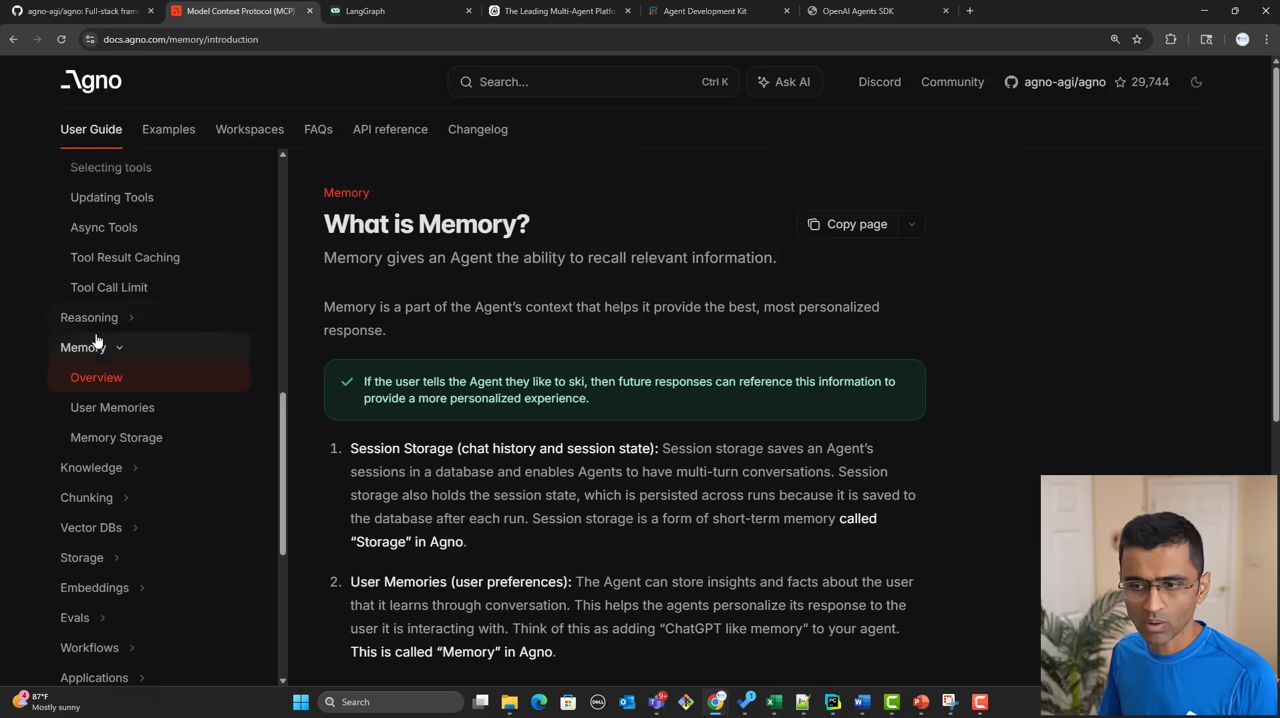 agno-agi/agno: Full-stack fram
Model Context Protocol (MCP)
LangGraph
The Leading Multi-Agent Platfo
Agent Development Kit
OpenAI Agents SDK
docs.agno.com/memory/introduction
Agno
Search...
Ctrl K
Ask AI
Discord
Community
agno-agi/agno
29,744
User Guide
Examples
Workspaces
FAQs
API reference
Changelog
Selecting tools
Updating Tools
Async Tools
Tool Result Caching
Tool Call Limit
Reasoning
Memory
Overview
User Memories
Memory Storage
Knowledge
Chunking
Vector DBs
Storage
Embeddings
Evals
Workflows
Applications
Memory
What is Memory?
Copy page
Memory gives an Agent the ability to recall relevant information.
Memory is a part of the Agent's context that helps it provide the best, most personalized
response.
If the user tells the Agent they like to ski, then future responses can reference this information to
provide a more personalized experience.
1. Session Storage (chat history and session state): Session storage saves an Agent's
sessions in a database and enables Agents to have multi-turn conversations. Session
storage also holds the session state, which is persisted across runs because it is saved to
the database after each run. Session storage is a form of short-term memory called
“Storage” in Agno.
2. User Memories (user preferences): The Agent can store insights and facts about the user
that it learns through conversation. This helps the agents personalize its response to the
user it is interacting with. Think of this as adding “ChatGPT like memory” to your agent.
This is called “Memory” in Agno.
4
87°F
Mostly sunny
Search
DELL
9+